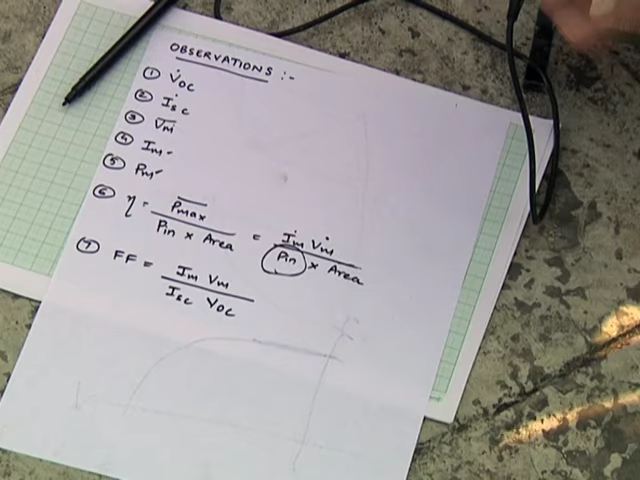 OBSERVATIONS :-
① Voc
② Isc
③ Vm
④ Im-
⑤ Pm-
⑥ η = Pmax / Pin x Area = Im Vm / Pin x Area
⑦ FF = Im Vm / Isc Voc